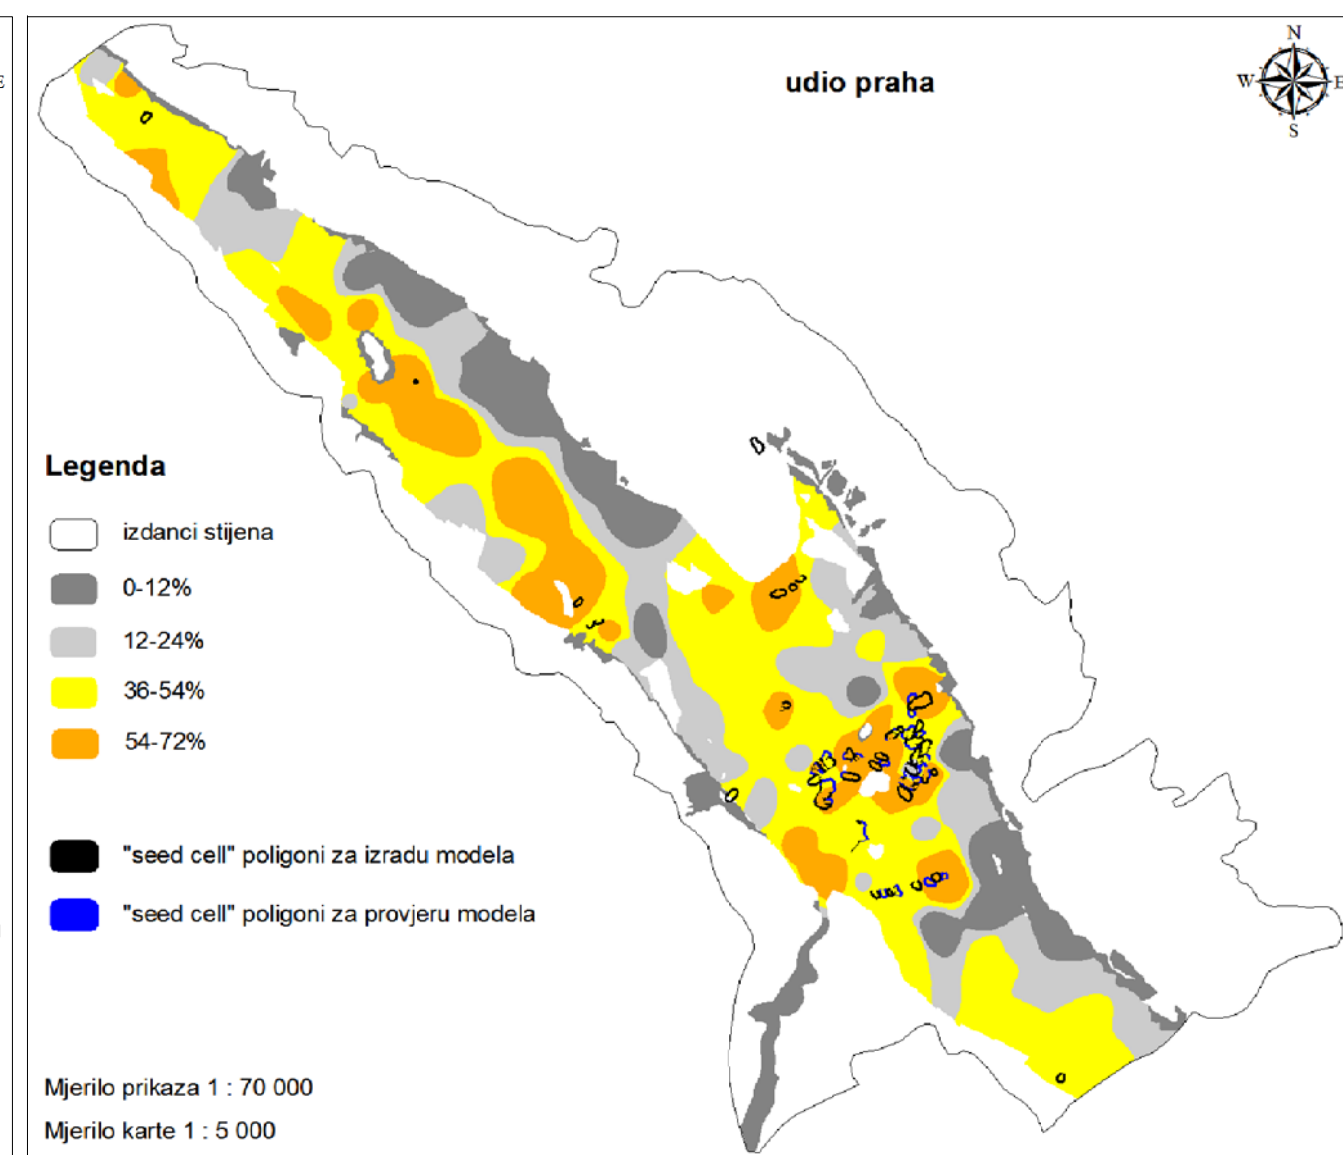 E
udio praha
N
W E
S
Legenda
izdanci stijena
0-12%
12-24%
36-54%
54-72%
"seed cell" poligoni za izradu modela
"seed cell" poligoni za provjeru modela
Mjerilo prikaza 1 : 70 000
Mjerilo karte 1 : 5 000